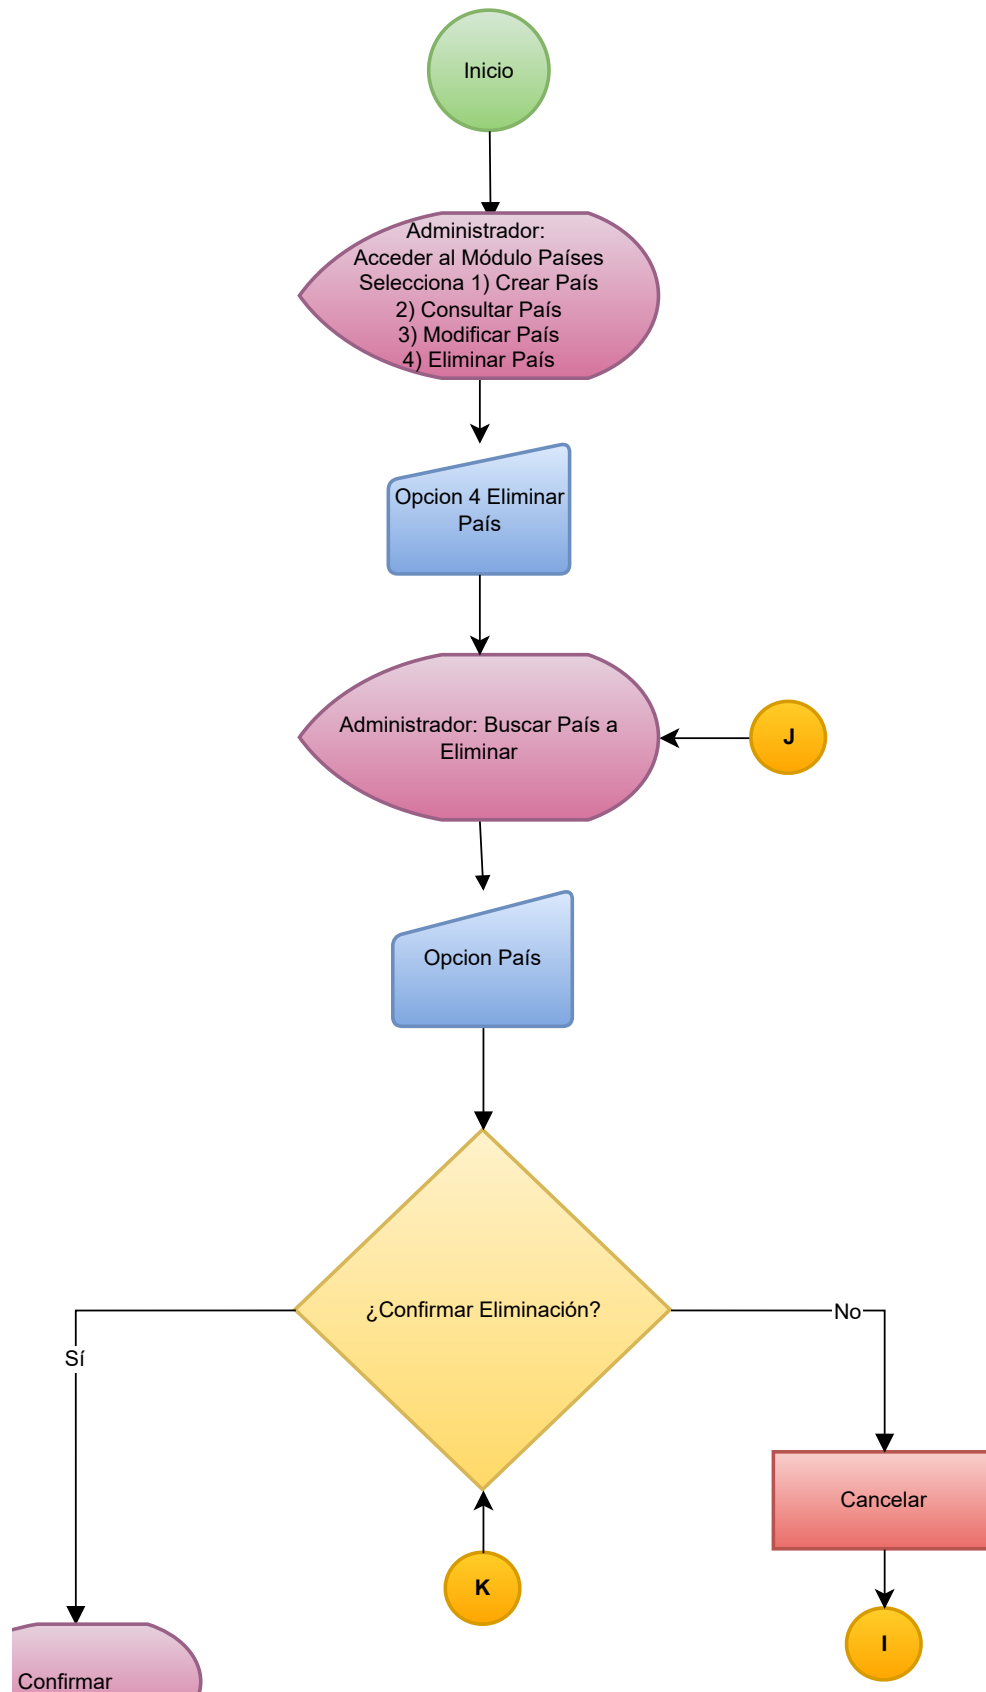 Inicio
Administrador:
Acceder al Módulo Países
Selecciona 1) Crear País
2) Consultar País
3) Modificar País
4) Eliminar País
Opcion 4 Eliminar
País
Administrador: Buscar País a
Eliminar
J
Opcion País
¿Confirmar Eliminación?
No
Sí
Cancelar
K
I
Confirmar